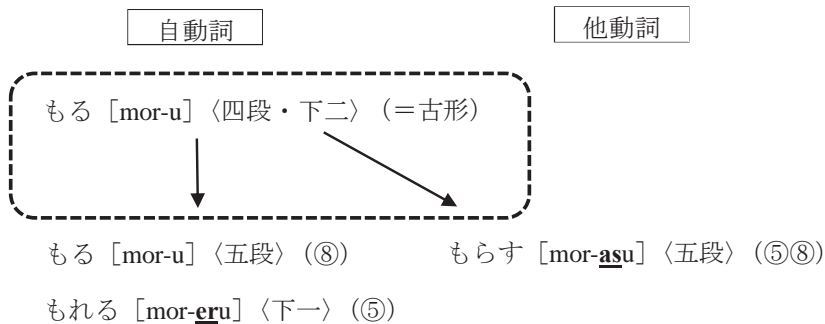 自動詞 他動詞
もる［mor-u］〈四段・下二〉（＝古形）
もる［mor-u］〈五段〉（⑧） もらす［mor-asu］〈五段〉（⑤⑧）
もれる［mor-eru］〈下一〉（⑤）